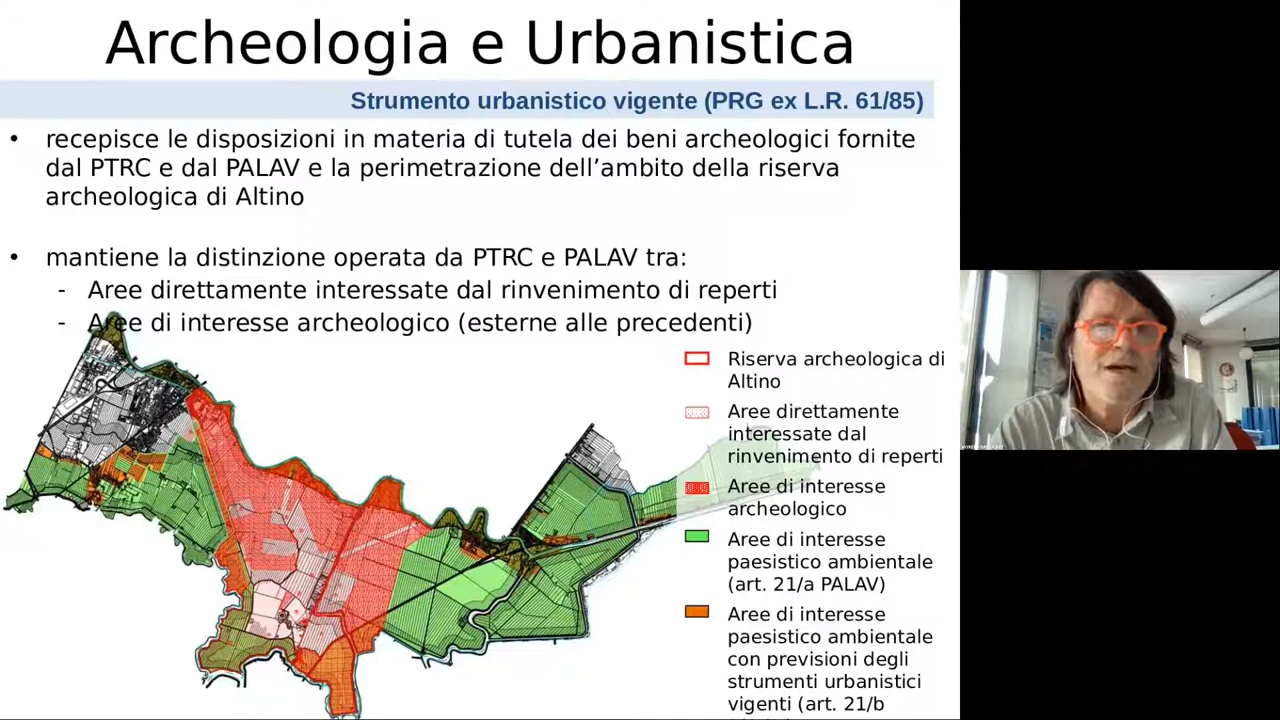 Archeologia e Urbanistica
Strumento urbanistico vigente (PRG ex L.R. 61/85)
• recepisce le disposizioni in materia di tutela dei beni archeologici fornite
dal PTRC e dal PALAV e la perimetrazione dell’ambito della riserva
archeologica di Altino
• mantiene la distinzione operata da PTRC e PALAV tra:
- Aree direttamente interessate dal rinvenimento di reperti
- Aree di interesse archeologico (esterne alle precedenti)
Riserva archeologica di
Altino
Aree direttamente
interessate dal
rinvenimento di reperti
Aree di interesse
archeologico
Aree di interesse
paesistico ambientale
(art. 21/a PALAV)
Aree di interesse
paesistico ambientale
con previsioni degli
strumenti urbanistici
vigenti (art. 21/b